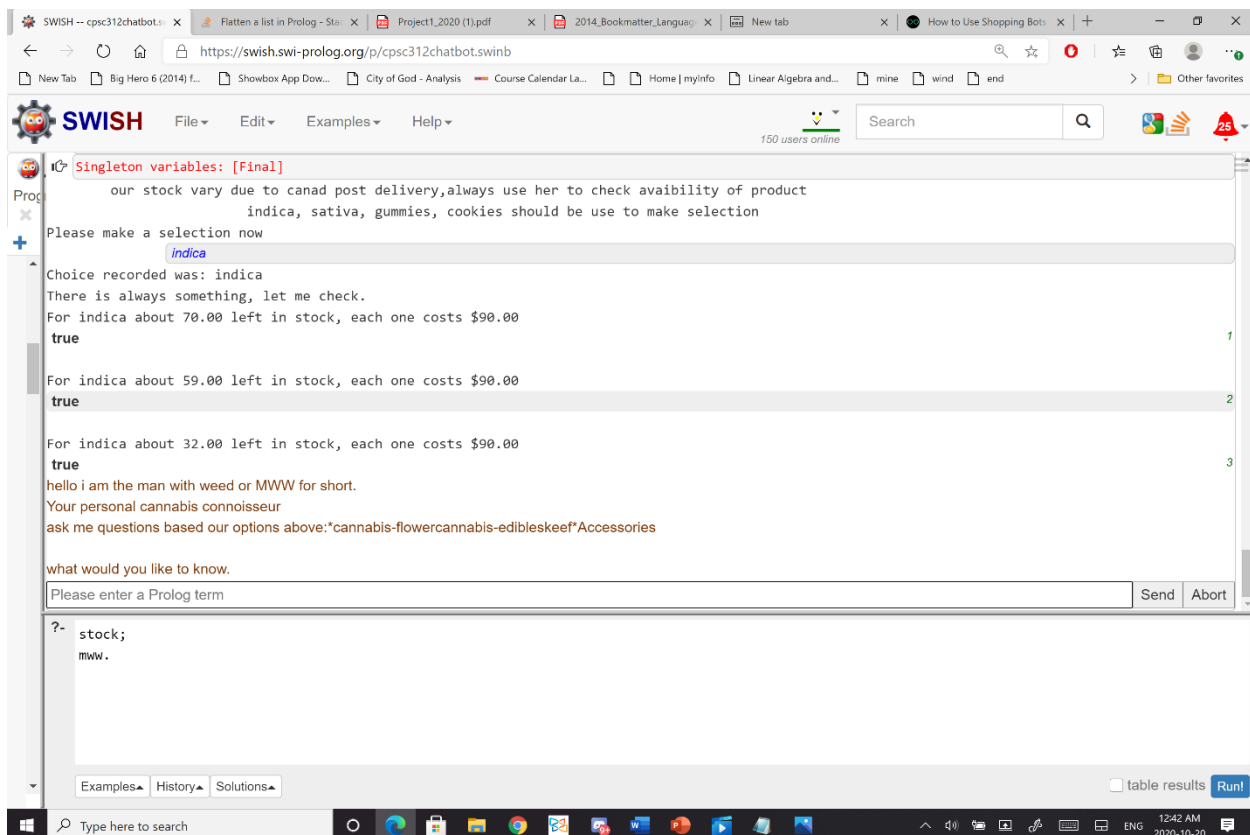 SWISH -- cpsc312chatbot.s
Flatten a list in Prolog - Sta
Project1_2020 (1).pdf
2014_Bookmatter_Languag
New tab
How to Use Shopping Bots
https://swish.swi-prolog.org/p/cpsc312chatbot.swinb
New Tab Big Hero 6 (2014) f... Showbox App Dow... City of God - Analysis Course Calendar La... Home | myInfo Linear Algebra and... mine wind end Other favorites
SWISH File Edit Examples Help 150 users online Search 25
Prog
Singleton variables: [Final]
our stock vary due to canad post delivery,always use her to check avaibility of product
indica, sativa, gummies, cookies should be use to make selection
Please make a selection now
indica
Choice recorded was: indica
There is always something, let me check.
For indica about 70.00 left in stock, each one costs $90.00
true 1
For indica about 59.00 left in stock, each one costs $90.00
true 2
For indica about 32.00 left in stock, each one costs $90.00
true 3
hello i am the man with weed or MWW for short.
Your personal cannabis connoisseur
ask me questions based our options above:*cannabis-flowercannabis-edibleskeef*Accessories
what would you like to know.
Please enter a Prolog term Send Abort
?- stock;
mww.
Examples History Solutions table results Run!
Type here to search ENG 12:42 AM
2020-10-20